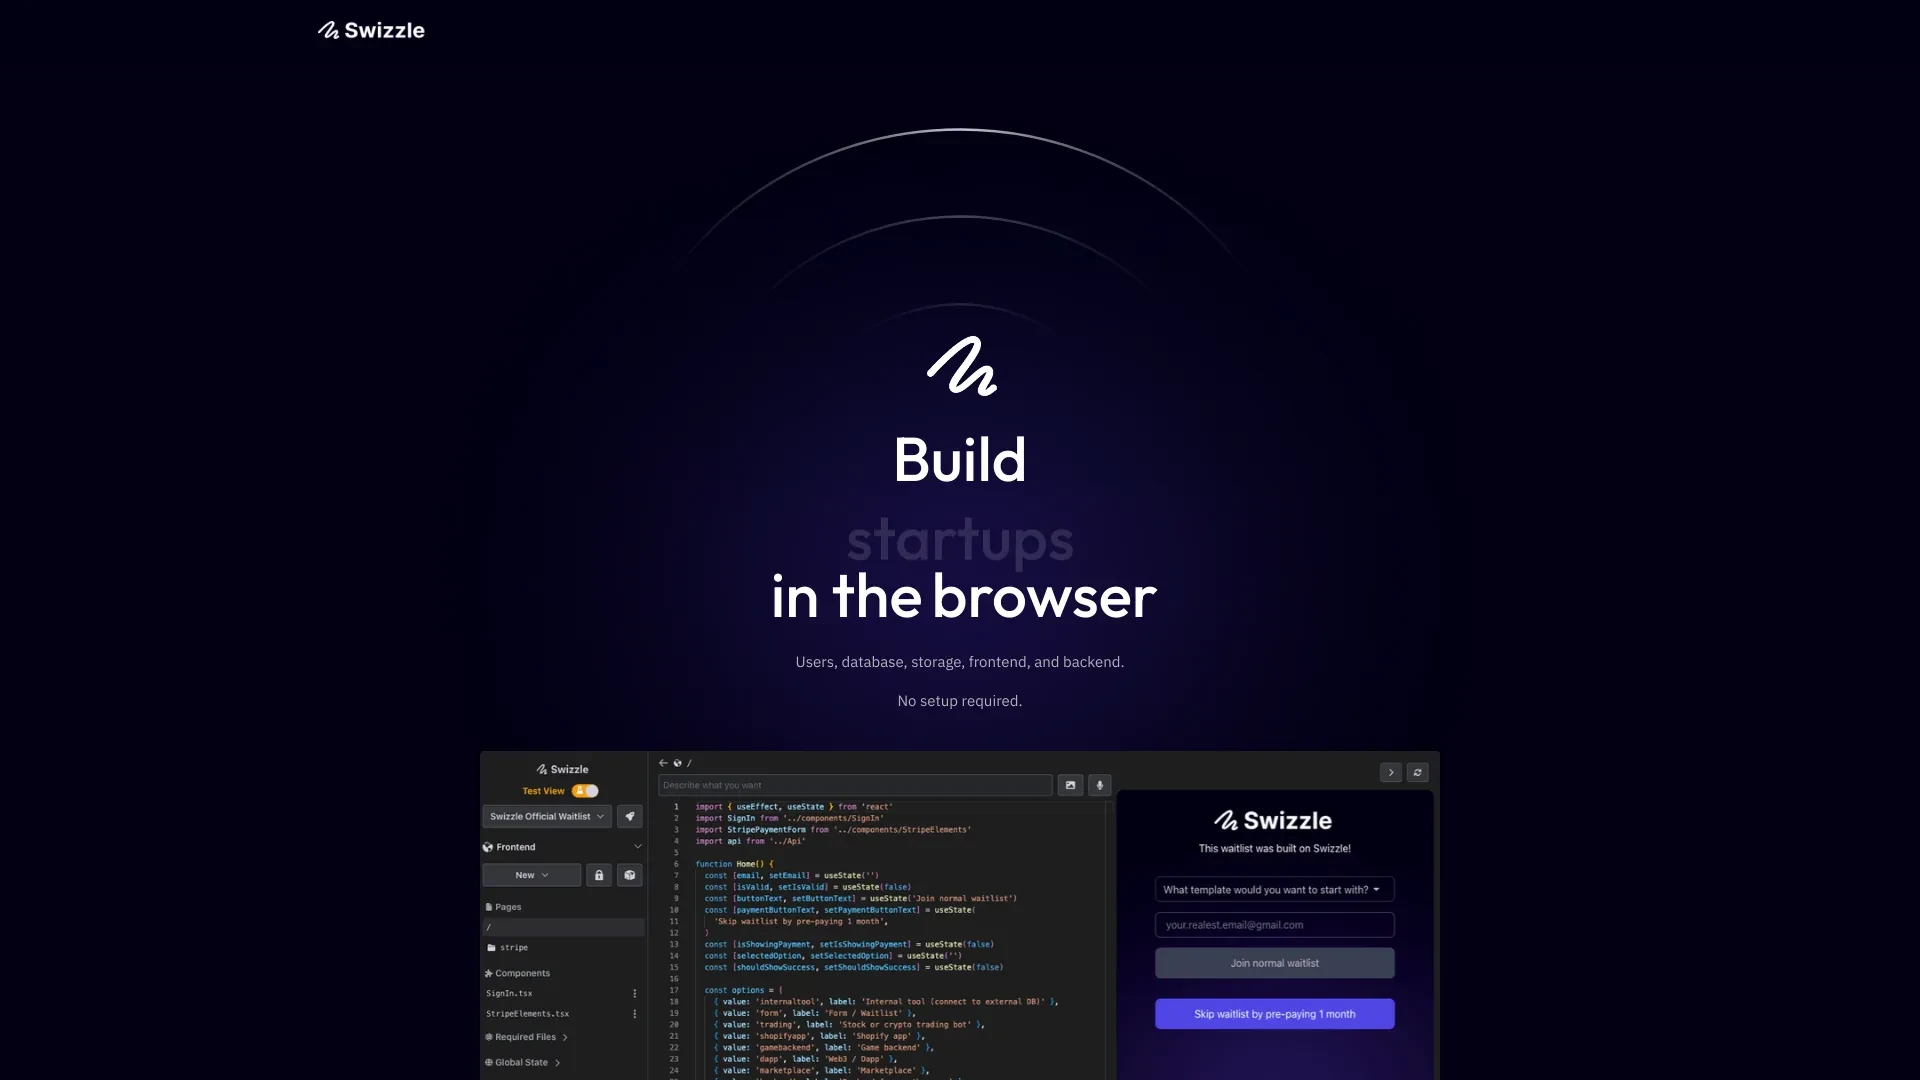 Swizzle
Build
startups
in the browser
Users, database, storage, frontend, and backend.
No setup required.
Swizzle
Test View
Swizzle Official Waitlist
Frontend
New
Pages
/
stripe
Components
SignIn.tsx
StripeElements.tsx
Required Files
Global State
/
Describe what you want
1 import { useEffect, useState } from 'react'
2 import SignIn from '../components/SignIn'
3 import StripePaymentForm from '../components/StripeElements'
4 import api from '../Api'
5
6 function Home() {
7 const [email, setEmail] = useState('')
8 const [isValid, setIsValid] = useState(false)
9 const [buttonText, setButtonText] = useState('Join normal waitlist')
10 const [paymentButtonText, setPaymentButtonText] = useState(
11 'Skip waitlist by pre-paying 1 month',
12 )
13 const [isShowingPayment, setIsShowingPayment] = useState(false)
14 const [selectedOption, setSelectedOption] = useState('')
15 const [shouldShowSuccess, setShouldShowSuccess] = useState(false)
16
17 const options = [
18 { value: 'internaltool', label: 'Internal tool (connect to external DB)' },
19 { value: 'form', label: 'Form / Waitlist' },
20 { value: 'trading', label: 'Stock or crypto trading bot' },
21 { value: 'shopifyapp', label: 'Shopify app' },
22 { value: 'gamebackend', label: 'Game backend' },
23 { value: 'dapp', label: 'Web3 / Dapp' },
24 { value: 'marketplace', label: 'Marketplace' },
Swizzle
This waitlist was built on Swizzle!
What template would you want to start with?
your.realest.email@gmail.com
Join normal waitlist
Skip waitlist by pre-paying 1 month